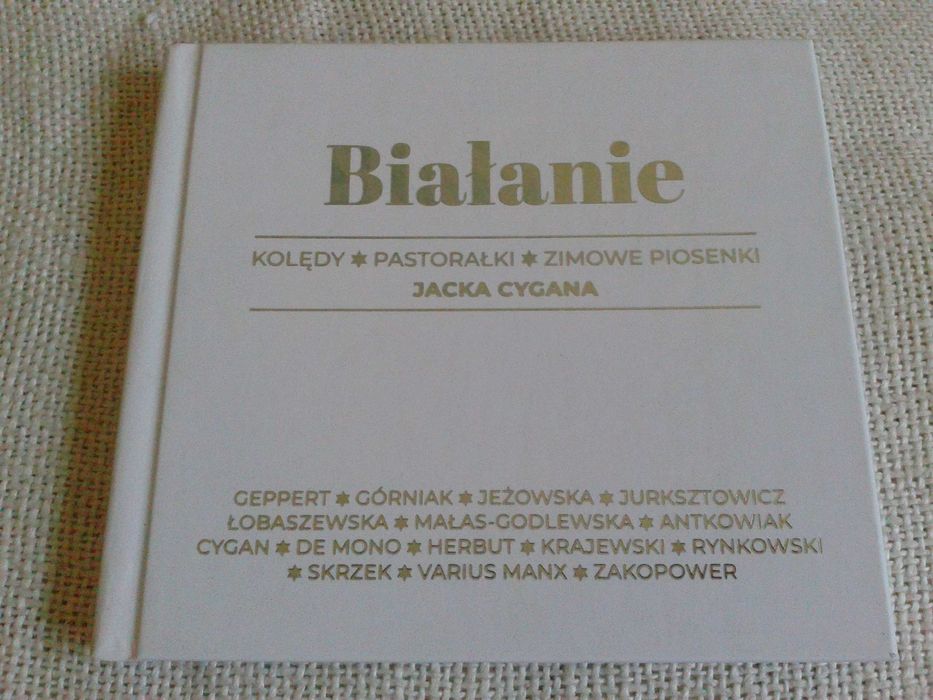 Białanie
KOLĘDY ✶ PASTORAŁKI ✶ ZIMOWE PIOSENKI
JACKA CYGANA
GEPPERT ✶ GÓRNIAK ✶ JEŻOWSKA ✶ JURKSZTOWICZ
ŁOBASZEWSKA ✶ MAŁAS-GODLEWSKA ✶ ANTKOWIAK
CYGAN ✶ DE MONO ✶ HERBUT ✶ KRAJEWSKI ✶ RYNKOWSKI
✶ SKRZEK ✶ VARIUS MANX ✶ ZAKOPOWER